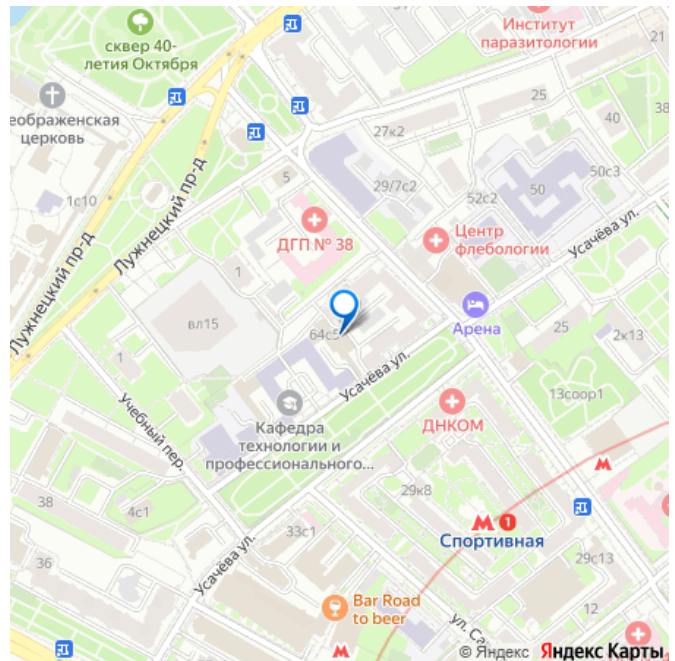 Институт
паразитологии
21
сквер 40-
летия Октября
25
38
еображенская
церковь
40
27к2
1с10
5
29/7с2
50с3
50
52с2
Лужнецкий пр-д
Лужнецкий пр-д
ДГП № 38
Центр
флебологии
Усачёва ул.
1
вл15
64с5
Арена
25
2к13
1
Усачёва ул.
13соор1
Учебный пер.
Кафедра
технологии и
профессионального...
ДНКОМ
29к8
38
4с1
33с1
1
Спортивная
36
Усачёва ул.
29с13
Bar Road
to beer
12
ул. Са
© Яндекс Яндекс Карты